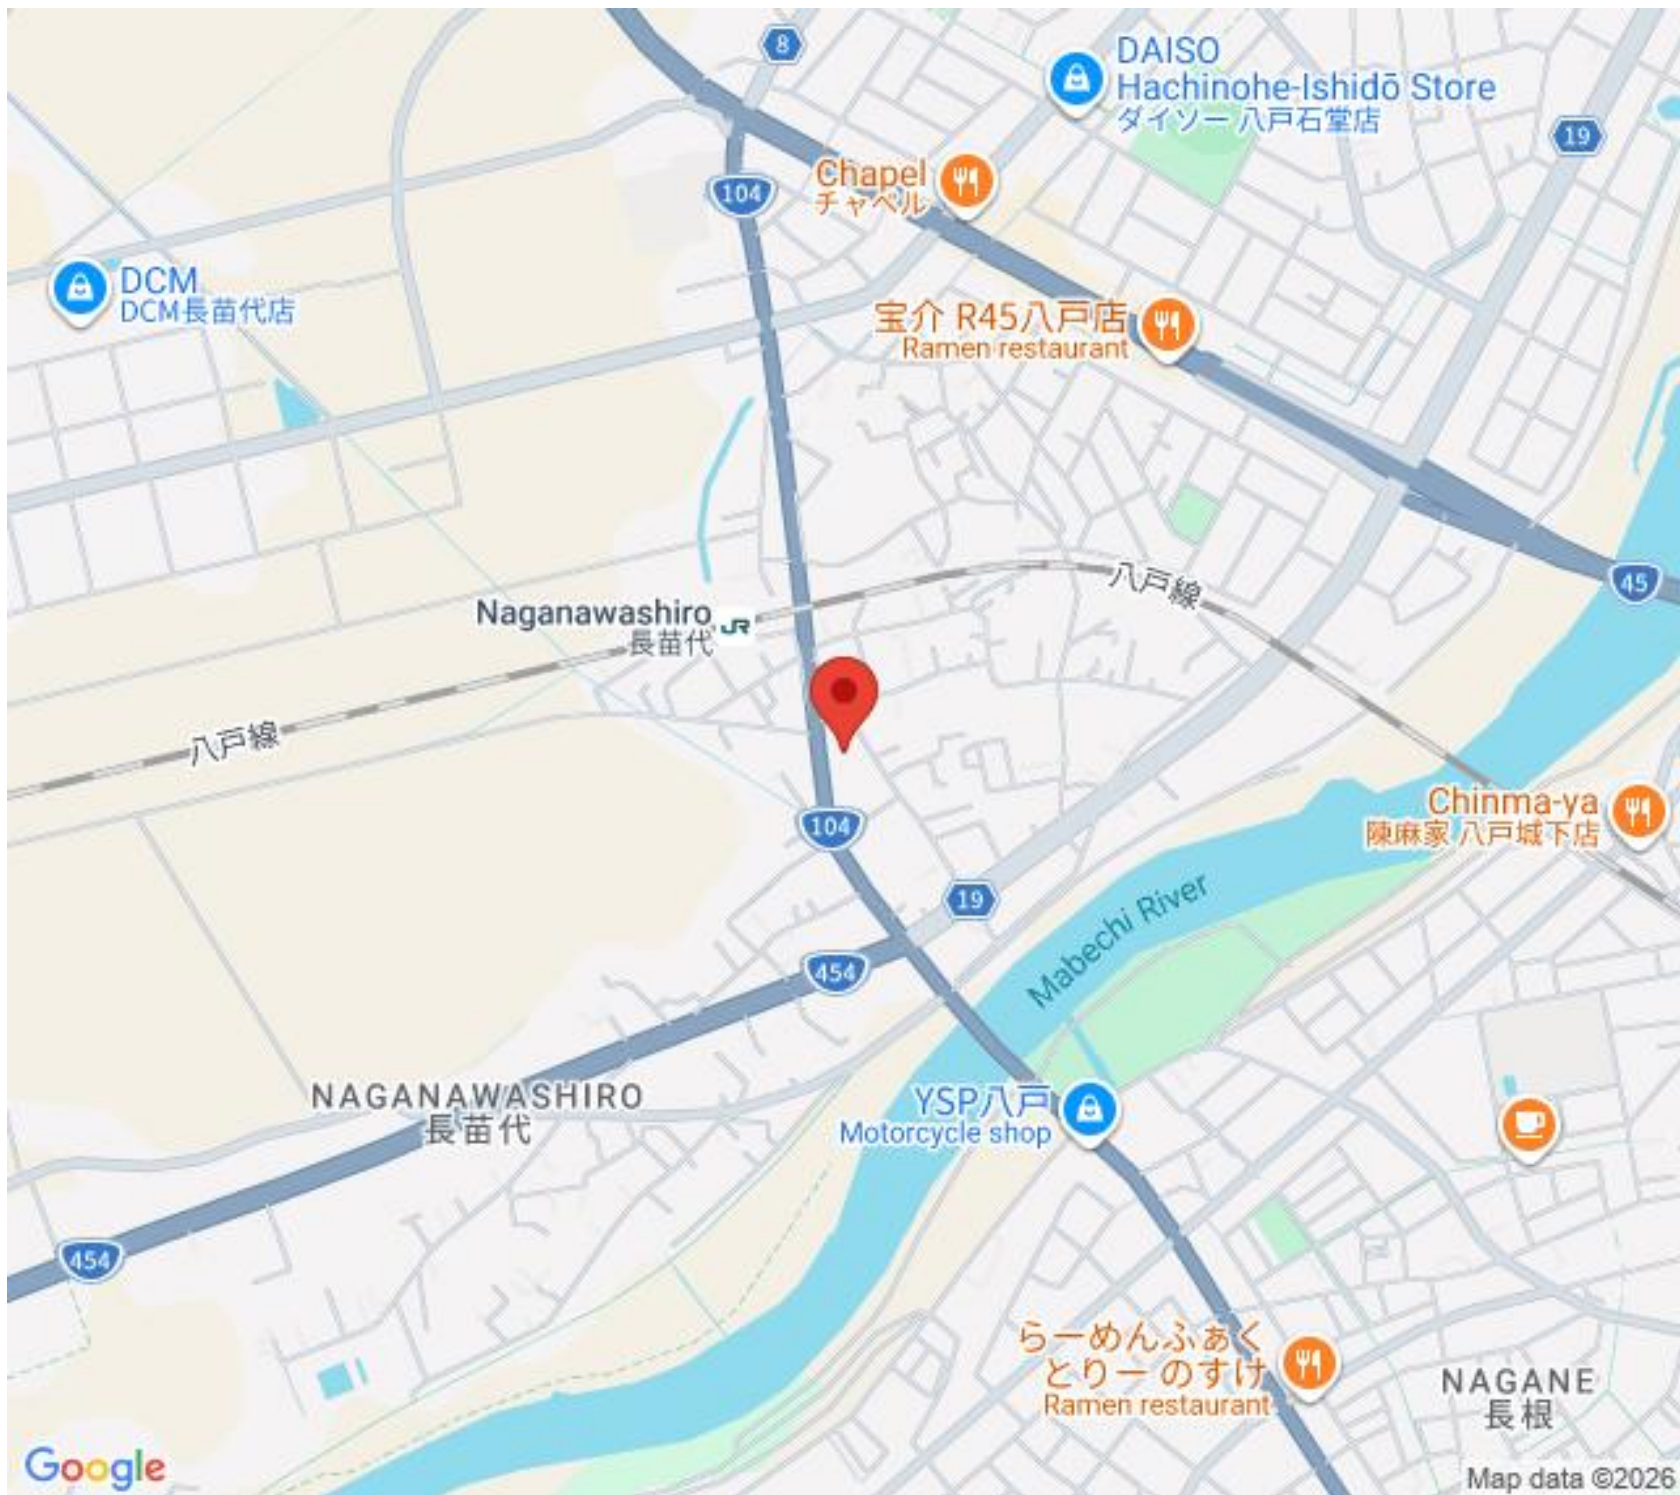 8
DAISO
Hachinohe-Ishidō Store
ダイソー 八戸石堂店
19
Chapel
チャペル
104
DCM
DCM長苗代店
宝介 R45八戸店
Ramen restaurant
八戸線
45
Naganawashiro
長苗代
JR
八戸線
Chinma-ya
陳麻家 八戸城下店
104
19
Mabechi River
454
NAGANAWASHIRO
長苗代
YSP八戸
Motorcycle shop
454
らーめんふぁく
とりー のすけ
Ramen restaurant
NAGANE
長根
Google
Map data ©2026